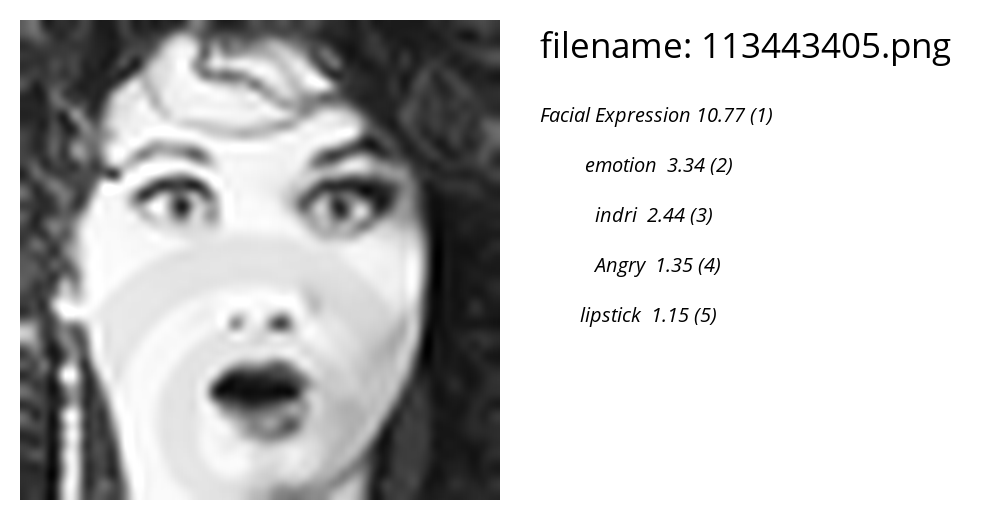 filename: 113443405.png
Facial Expression 10.77 (1)
emotion 3.34 (2)
indri 2.44 (3)
Angry 1.35 (4)
lipstick 1.15 (5)